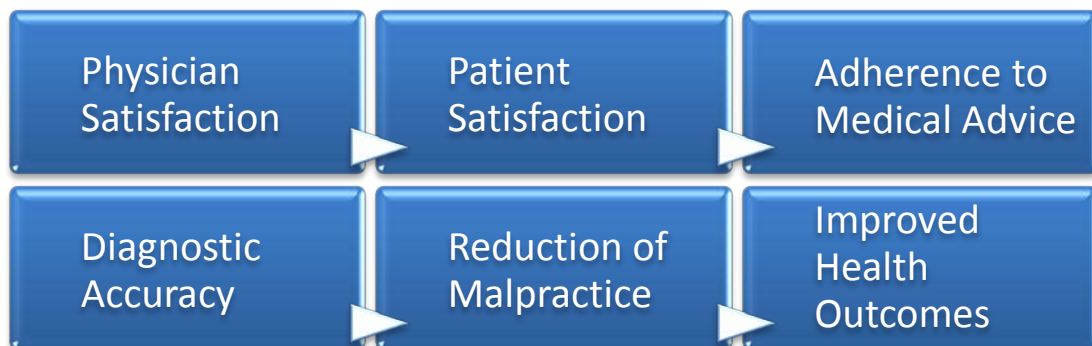 Physician
Satisfaction
Patient
Satisfaction
Adherence to
Medical Advice
Diagnostic
Accuracy
Reduction of
Malpractice
Improved
Health
Outcomes